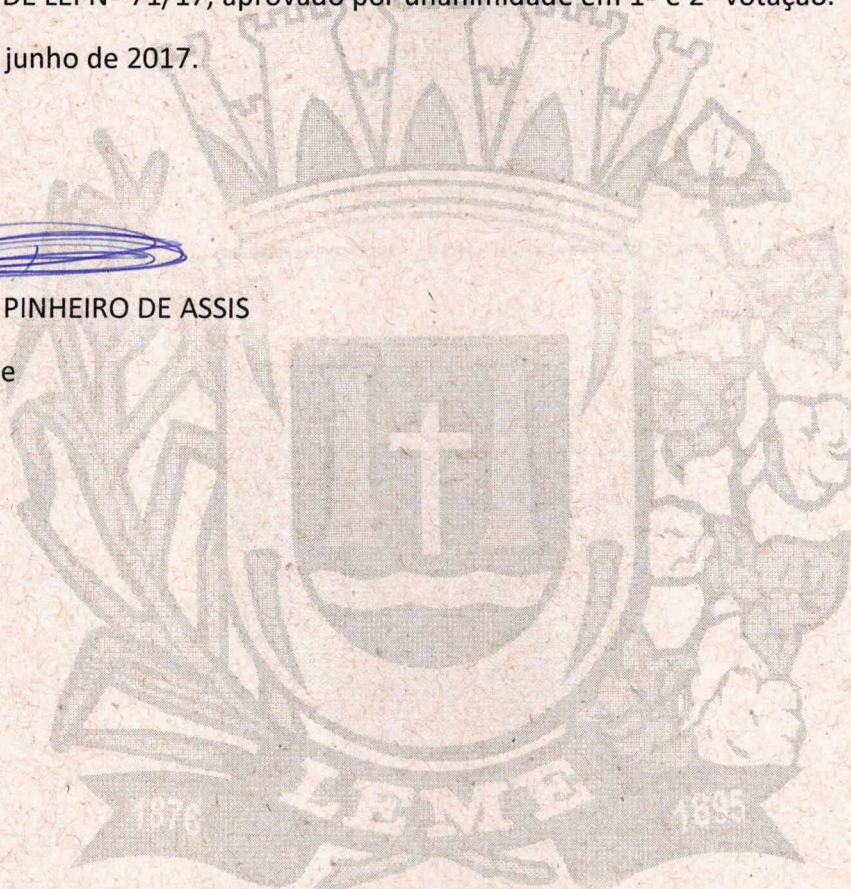 DE LEI Nº 71/17, aprovado por unanimidade em 1ª e 2ª votação.
junho de 2017.
PINHEIRO DE ASSIS
e
1876 LEME 1895